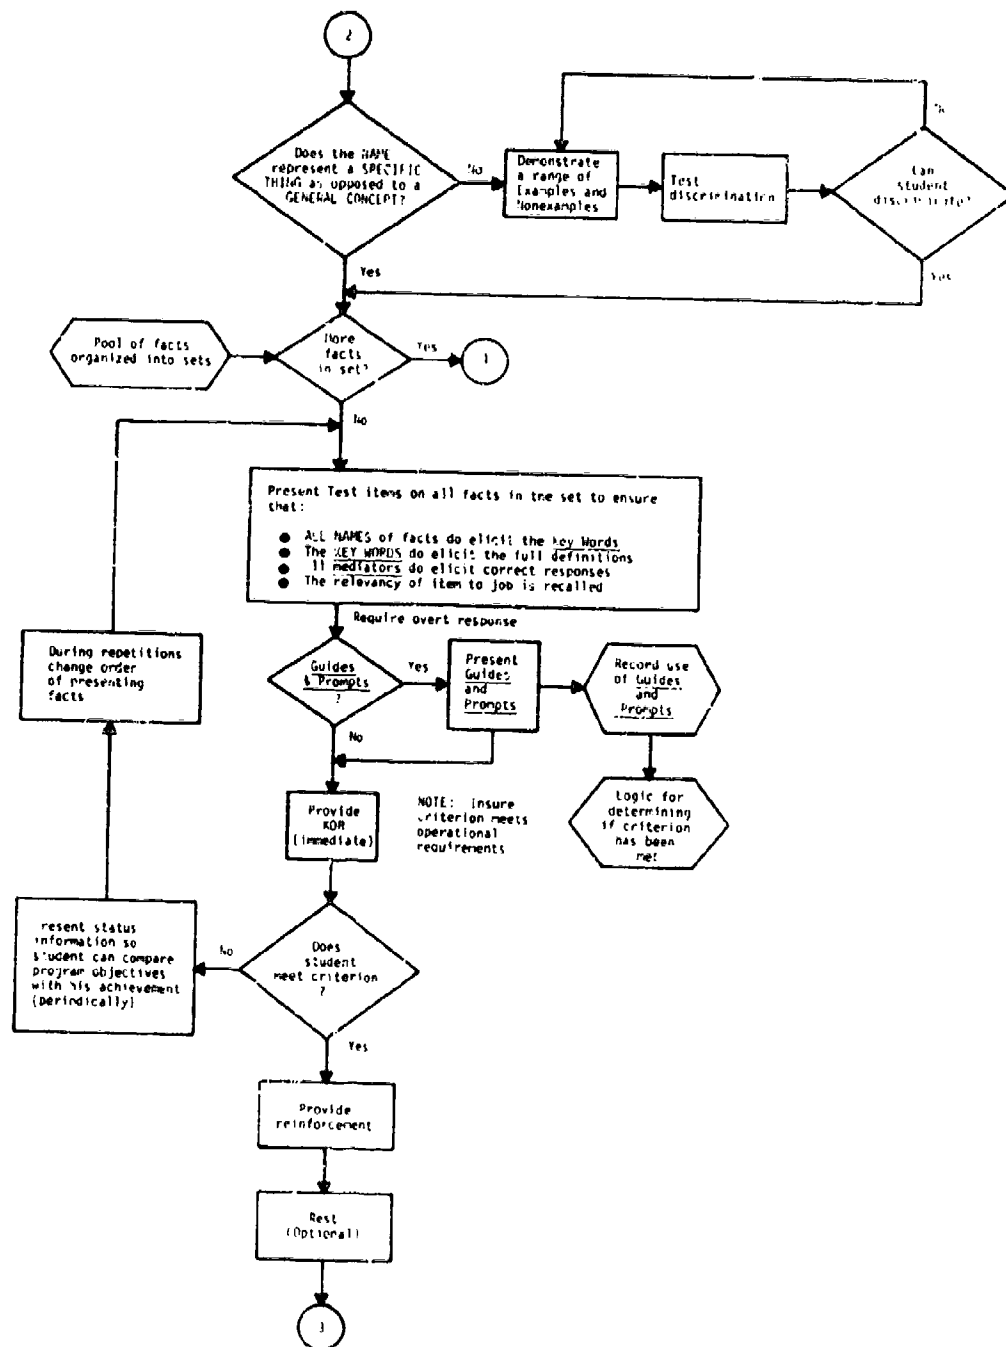 2
Does the NAME
represent a SPECIFIC
THING as opposed to a
GENERAL CONCEPT?
No
Demonstrate
a range of
Examples and
Nonexamples
Test
discrimination
Can
student
discriminate?
Yes
Yes
Pool of facts
organized into sets
More
facts
in set?
Yes
1
No
Present Test items on all facts in the set to ensure
that:
● ALL NAMES of facts do elicit the Key Words
● The KEY WORDS do elicit the full definitions
● mediators do elicit correct responses
● The relevancy of item to job is recalled
Require overt response
During repetitions
change order
of presenting
facts
Guides
& Prompts
?
Yes
Present
Guides
and
Prompts
Record use
of Guides
and
Prompts
No
Provide
KOR
(immediate)
NOTE: Insure
criterion meets
operational
requirements
Logic for
determining
if criterion
has been
met
resent status
information so
student can compare
program objectives
with his achievement
(periodically)
No
Does
student
meet criterion
?
Yes
Provide
reinforcement
Rest
(Optional)
3